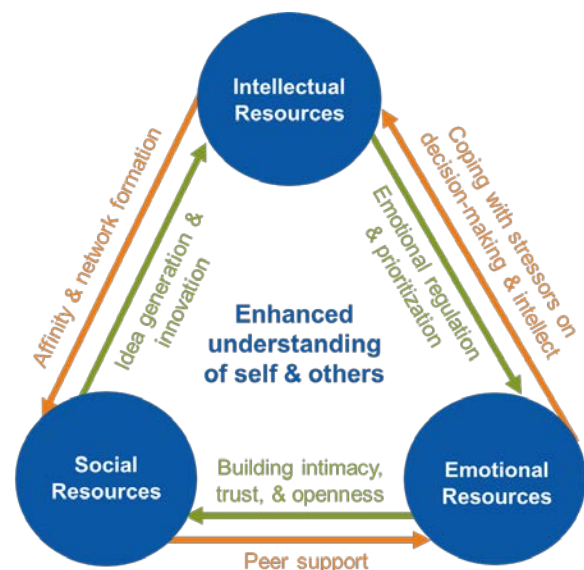 Intellectual
Resources
Affinity & network formation
Idea generation &
innovation
Emotional regulation
& prioritization
Coping with stressors on
decision-making & intellect
Enhanced
understanding
of self & others
Social
Resources
Building intimacy,
trust, & openness
Emotional
Resources
Peer support